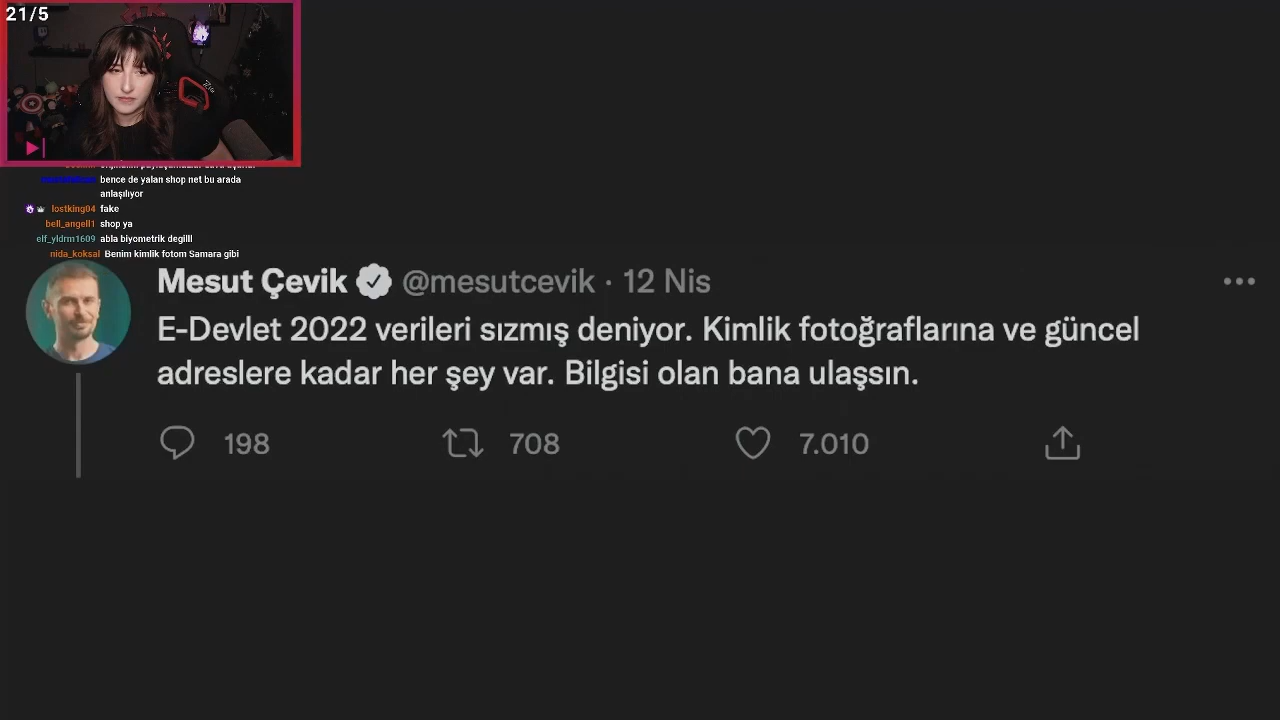 21/5
bence de yalan shop net bu arada
anlaşılıyor
lostking04 fake
bell_angell1 shop ya
elf_yldrm1609 abla biyometrik degilll
nida_koksal Benim kimlik fotom Samara gibi
Mesut Çevik @mesutcevik · 12 Nis
E-Devlet 2022 verileri sızmış deniyor. Kimlik fotoğraflarına ve güncel
adreslere kadar her şey var. Bilgisi olan bana ulaşsın.
198 708 7.010